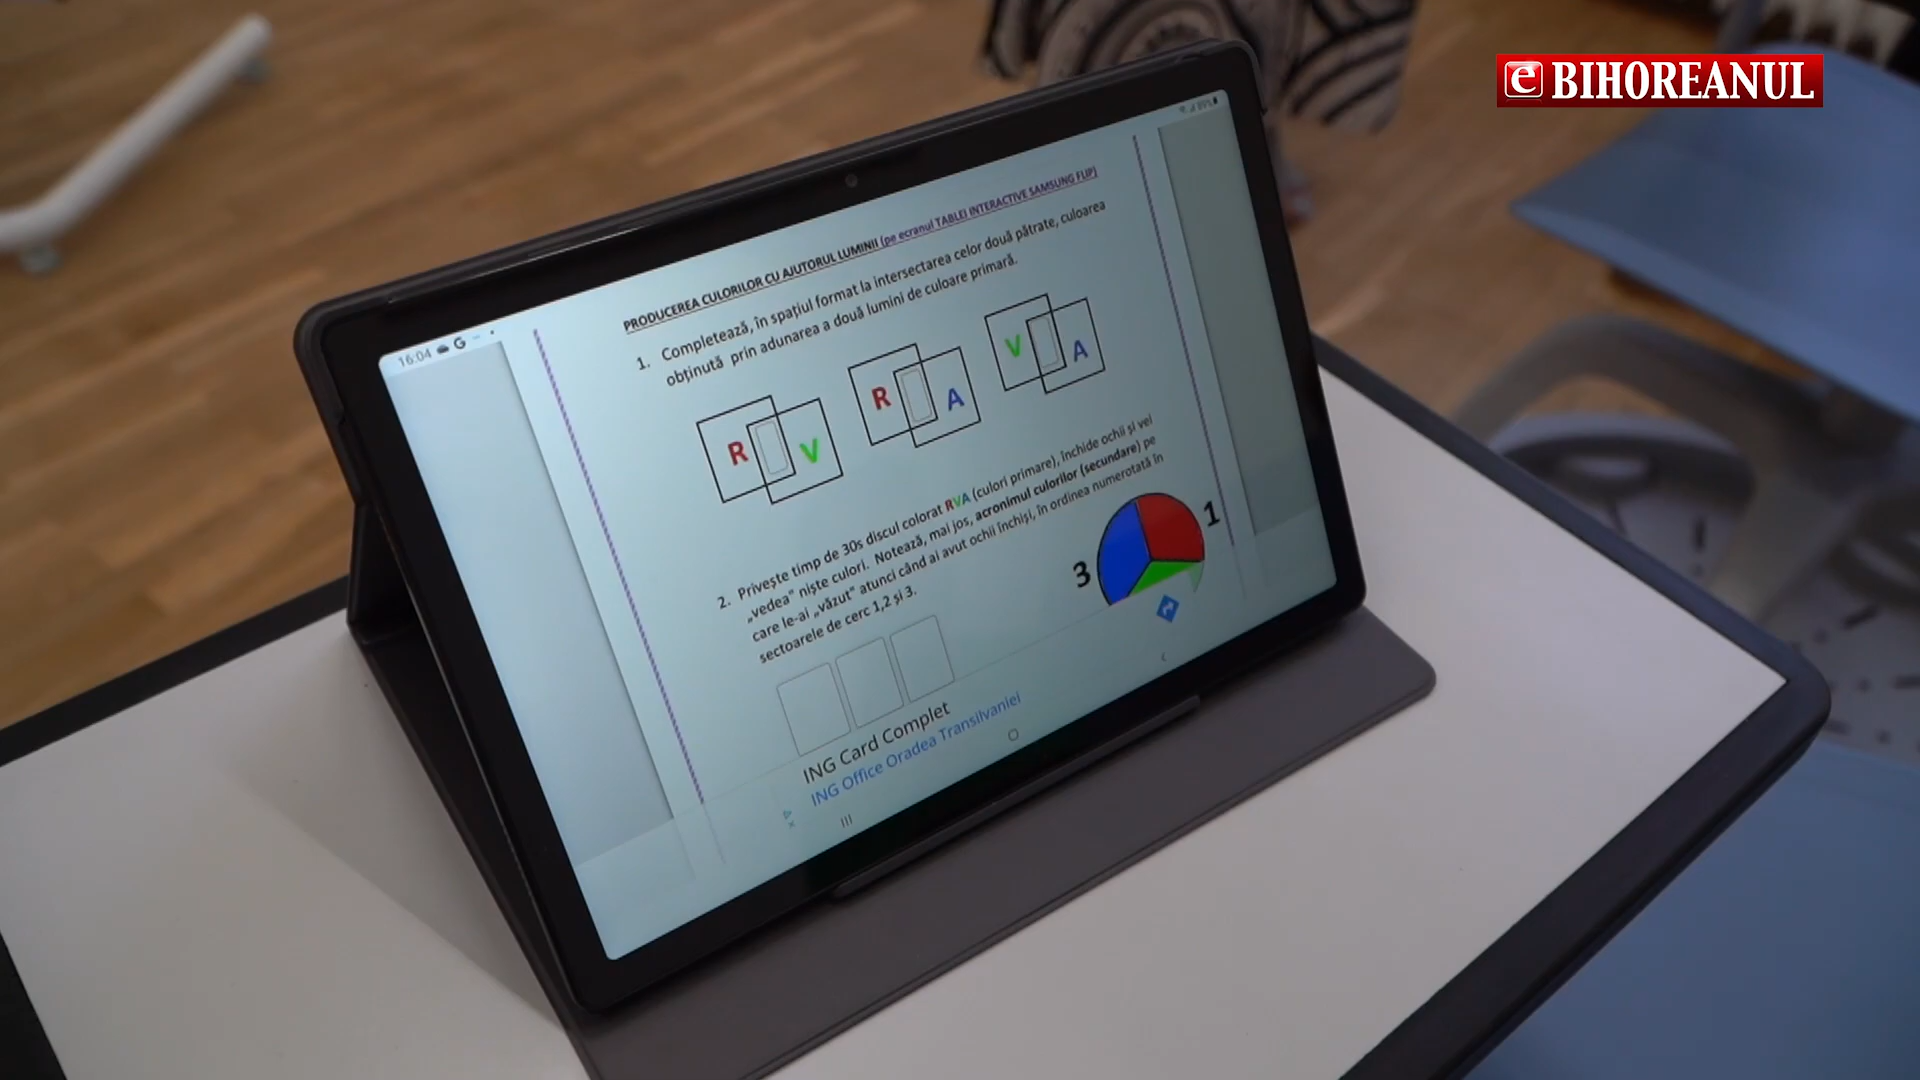 e BIHOREANUL
16:04
89%
PRODUCEREA CULORILOR CU AJUTORUL LUMINII (pe ecranul TABLEI INTERACTIVE SAMSUNG FLIP)
1. Completează, în spațiul format la intersectarea celor două pătrate, culoarea
obținută prin adunarea a două lumini de culoare primară.
R V
R A
V A
2. Privește timp de 30s discul colorat RVA (culori primare), închide ochii și vei
„vedea” niște culori. Notează, mai jos, acronimul culorilor (secundare) pe
care le-ai „văzut” atunci când ai avut ochii închiși, în ordinea numerotată în
sectoarele de cerc 1,2 și 3.
1
3
ING Card Complet
ING Office Oradea Transilvaniei